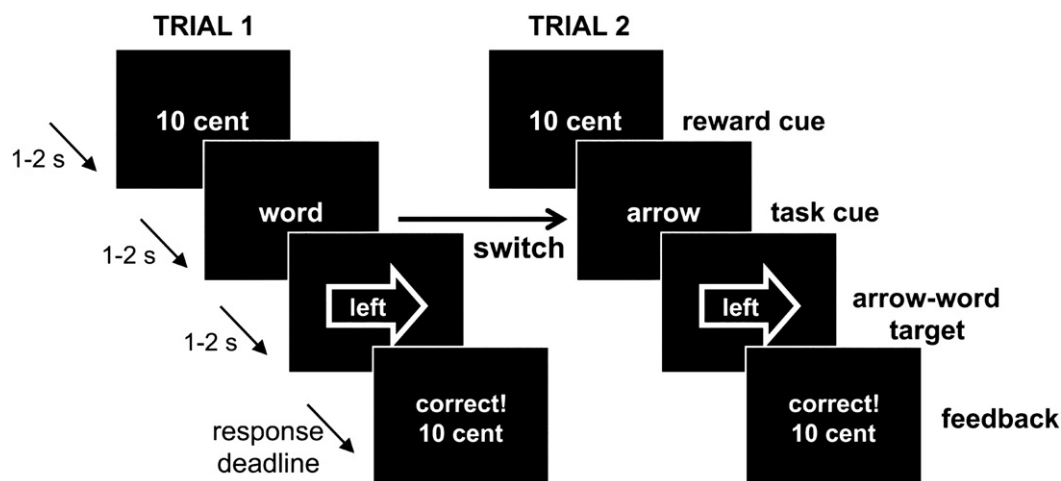 TRIAL 1
TRIAL 2
10 cent
10 cent
reward cue
1-2 s
word
arrow
task cue
switch
1-2 s
left
left
arrow-word
target
1-2 s
correct!
10 cent
correct!
10 cent
feedback
response
deadline